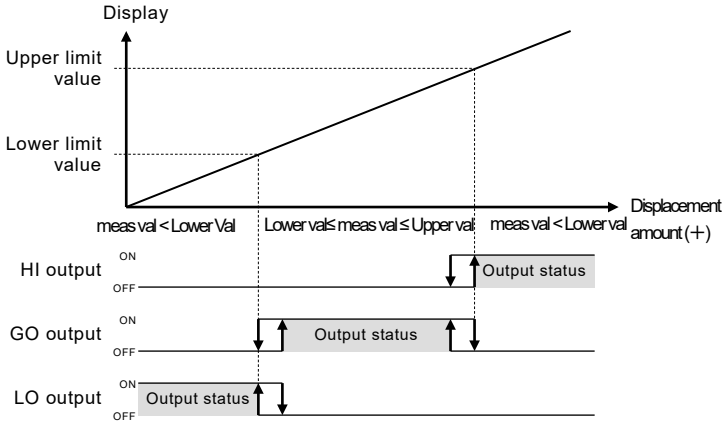 Display
Upper limit
value
Lower limit
value
Displacement
amount(+)
meas val < Lower Val
Lower val≤ meas val≤ Upper val
meas val < Lower val
HI output
ON
OFF
Output status
GO output
ON
OFF
Output status
LO output
ON
OFF
Output status